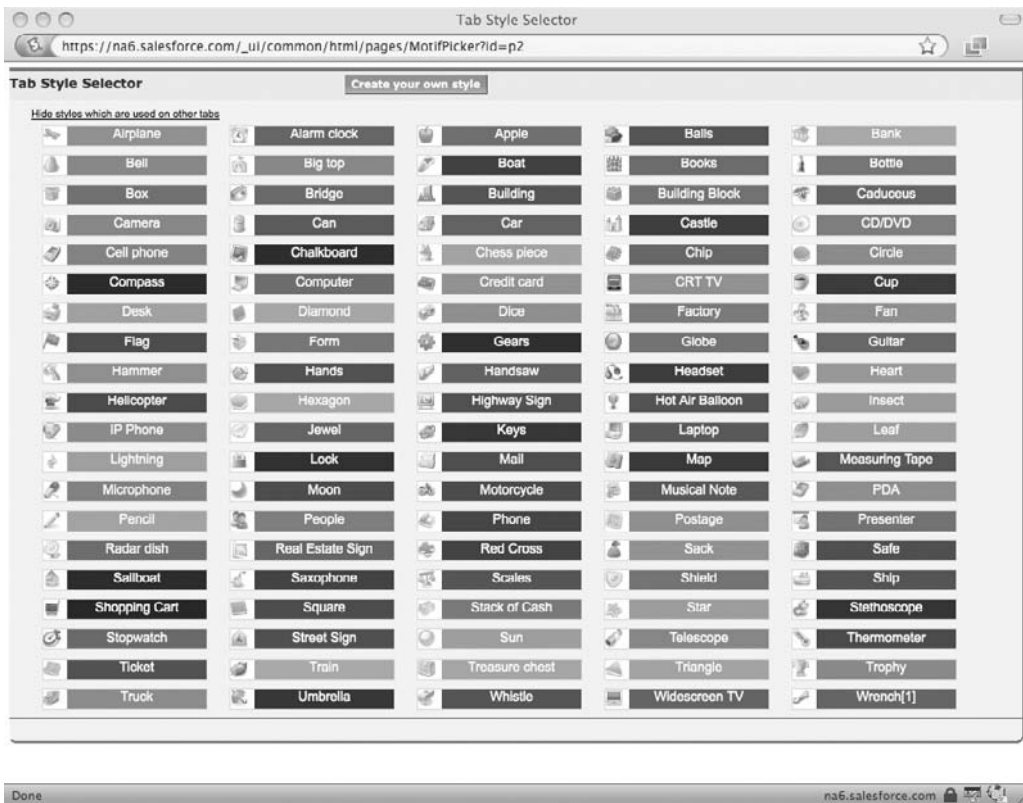 Tab Style Selector
https://na6.salesforce.com/_ui/common/html/pages/MotifPicker?id=p2
Tab Style Selector Create your own style
Hide styles which are used on other tabs
Airplane Alarm clock Apple Balls Bank
Bell Big top Boat Books Bottle
Box Bridge Building Building Block Caduceus
Camera Can Car Castle CD/DVD
Cell phone Chalkboard Chess piece Chip Circle
Compass Computer Credit card CRT TV Cup
Desk Diamond Dice Factory Fan
Flag Form Gears Globe Guitar
Hammer Hands Handsaw Headset Heart
Helicopter Hexagon Highway Sign Hot Air Balloon Insect
IP Phone Jewel Keys Laptop Leaf
Lightning Lock Mail Map Measuring Tape
Microphone Moon Motorcycle Musical Note PDA
Pencil People Phone Postage Presenter
Radar dish Real Estate Sign Red Cross Sack Safe
Sailboat Saxophone Scales Shield Ship
Shopping Cart Square Stack of Cash Star Stethoscope
Stopwatch Street Sign Sun Telescope Thermometer
Ticket Train Treasure chest Triangle Trophy
Truck Umbrella Whistle Widescreen TV Wrench[1]
Done na6.salesforce.com